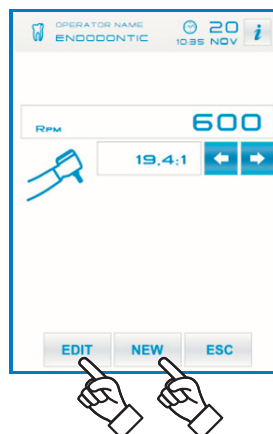 OPERATOR NAME
ENDODONTIC
20
10:35 NOV
i
RPM 600
19,4:1
EDIT NEW ESC